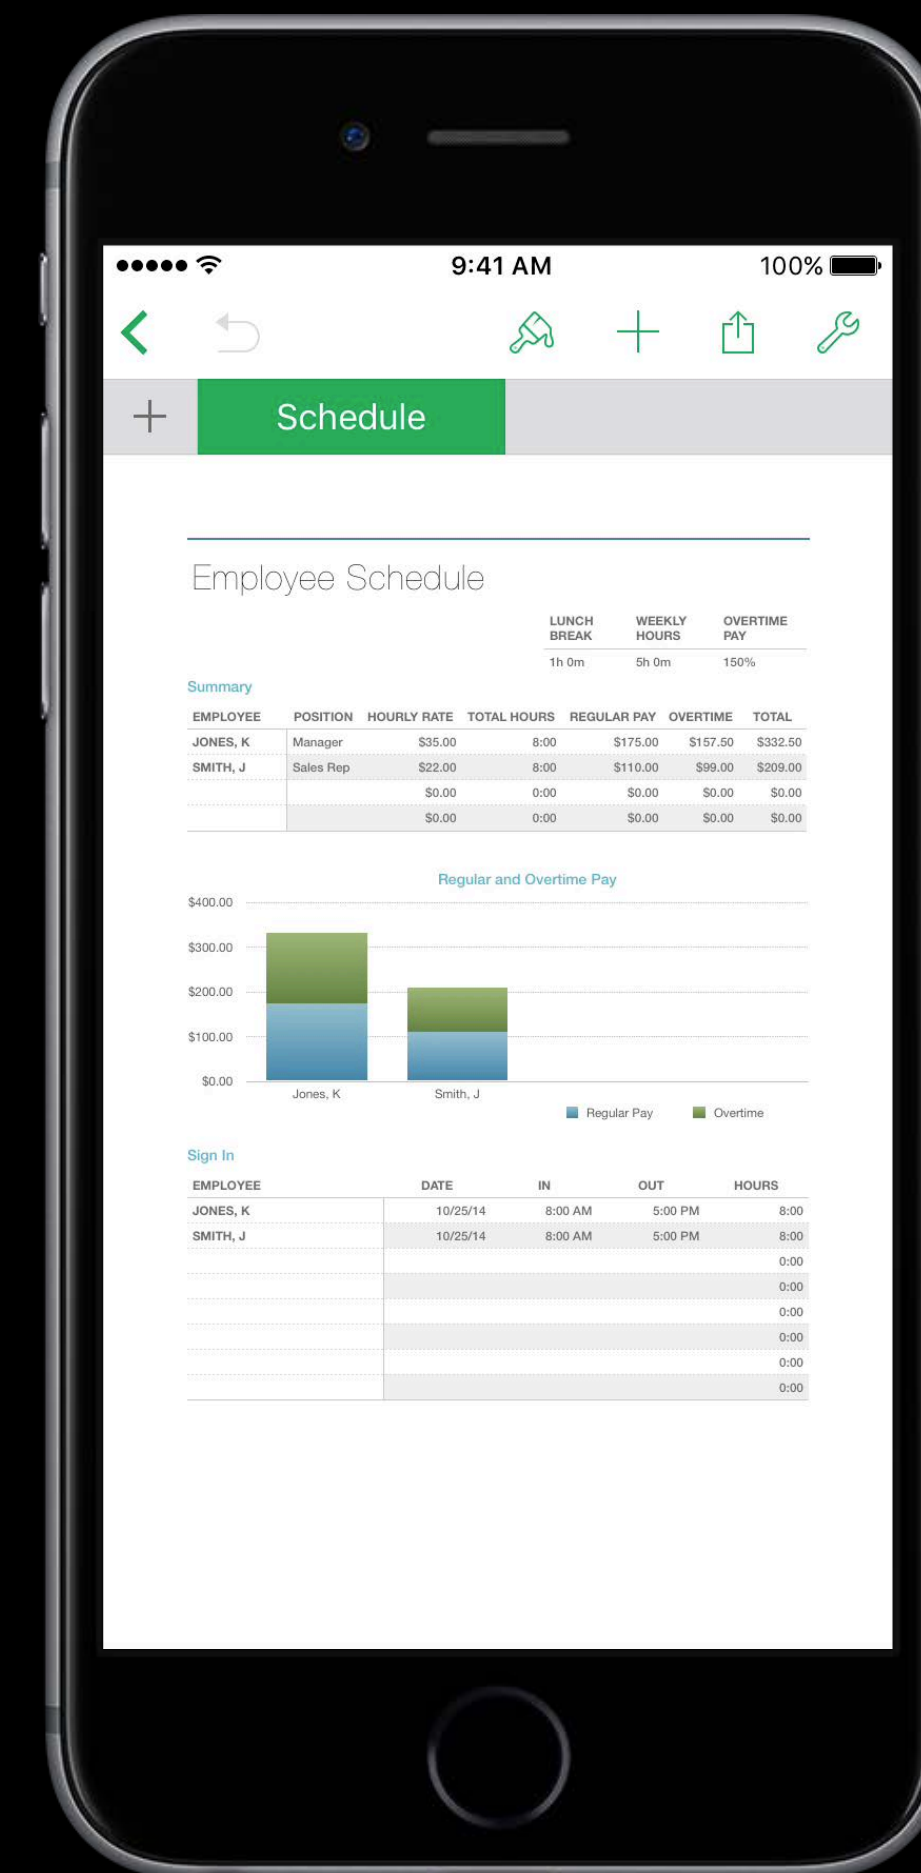 9:41 AM 100%
Schedule
Employee Schedule
LUNCH BREAK WEEKLY HOURS OVERTIME PAY
1h 0m 5h 0m 150%
Summary
EMPLOYEE POSITION HOURLY RATE TOTAL HOURS REGULAR PAY OVERTIME TOTAL
JONES, K Manager $35.00 8:00 $175.00 $157.50 $332.50
SMITH, J Sales Rep $22.00 8:00 $110.00 $99.00 $209.00
$0.00 0:00 $0.00 $0.00 $0.00
$0.00 0:00 $0.00 $0.00 $0.00
Regular and Overtime Pay
$400.00
$300.00
$200.00
$100.00
$0.00
Jones, K Smith, J
Regular Pay Overtime
Sign In
EMPLOYEE DATE IN OUT HOURS
JONES, K 10/25/14 8:00 AM 5:00 PM 8:00
SMITH, J 10/25/14 8:00 AM 5:00 PM 8:00
0:00
0:00
0:00
0:00
0:00
0:00